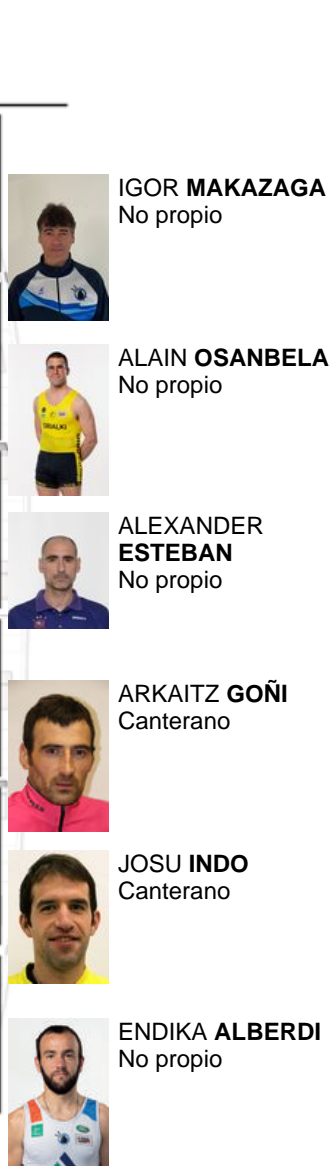 IGOR MAKAZAGA
No propio
ALAIN OSANBELA
No propio
ALEXANDER
ESTEBAN
No propio
ARKAITZ GOÑI
Canterano
JOSU INDO
Canterano
ENDIKA ALBERDI
No propio